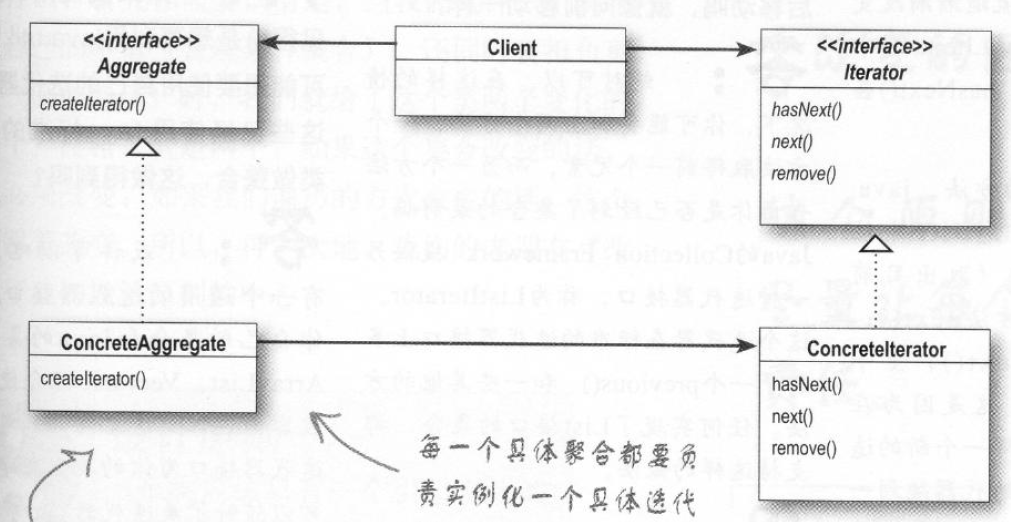 <<interface>>
Aggregate
createIterator()
Client
<<interface>>
Iterator
hasNext()
next()
remove()
ConcreteAggregate
createIterator()
ConcreteIterator
hasNext()
next()
remove()
每一个具体聚合都要负
责实例化一个具体迭代